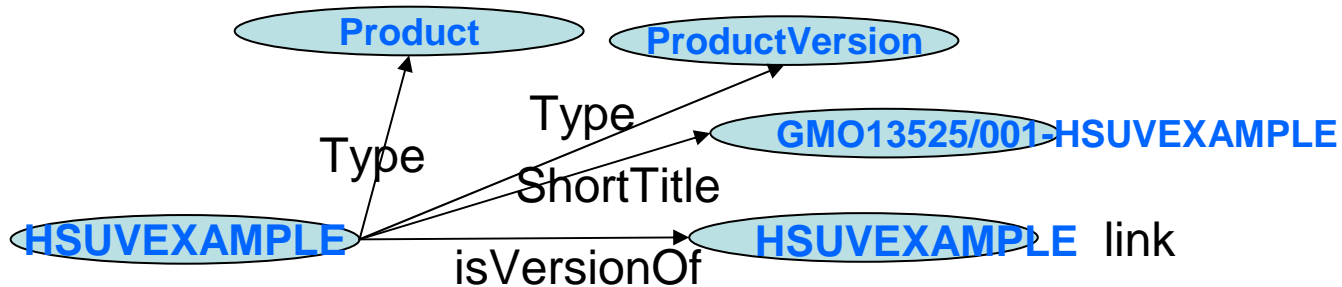 Product
ProductVersion
Type
GMO13525/001-HSUVEXAMPLE
Type
ShortTitle
HSUVEXAMPLE
HSUVEXAMPLE link
isVersionOf